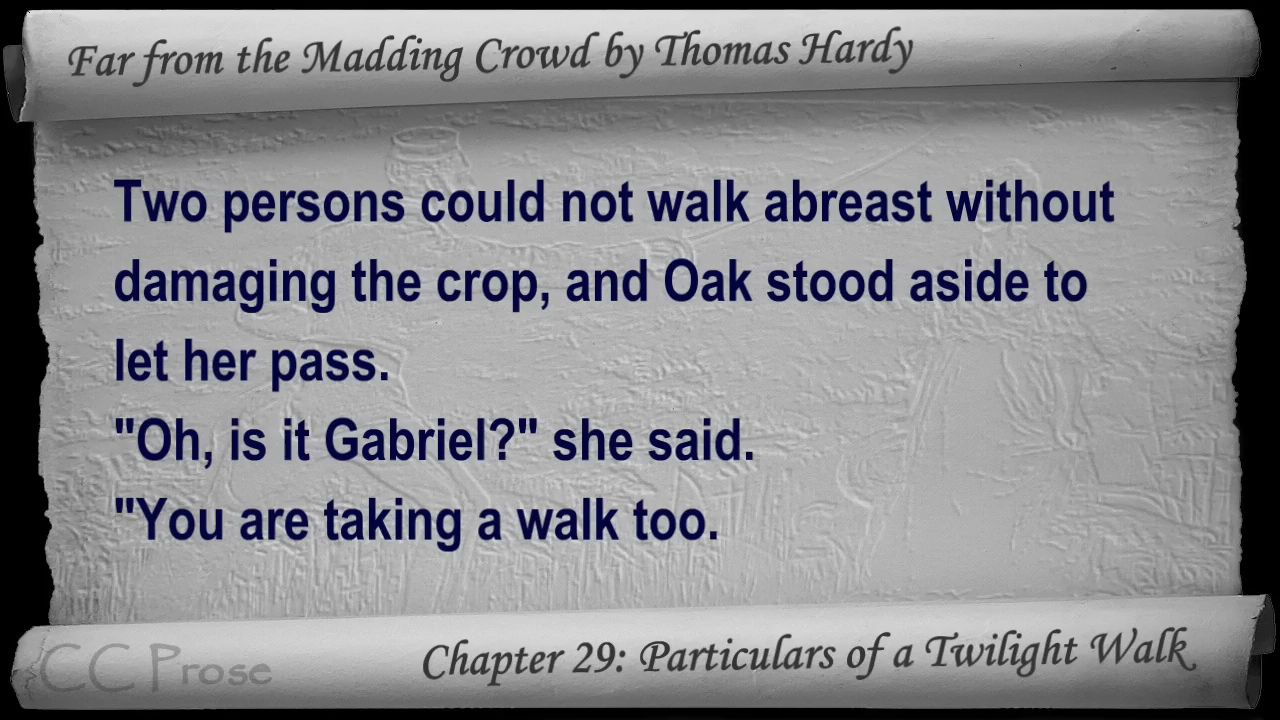 Far from the Madding Crowd by Thomas Hardy
Two persons could not walk abreast without
damaging the crop, and Oak stood aside to
let her pass.
"Oh, is it Gabriel?" she said.
"You are taking a walk too.
CC Prose
Chapter 29: Particulars of a Twilight Walk